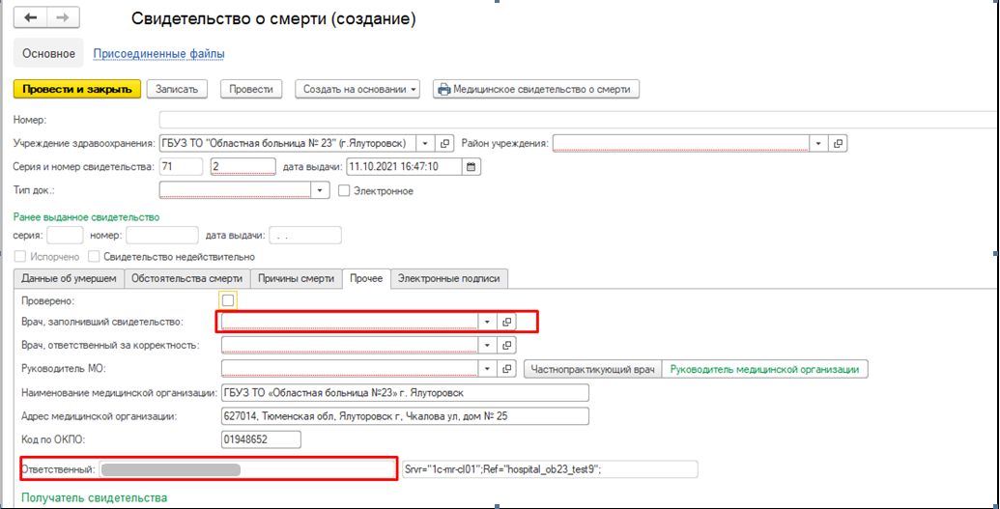 Свидетельство о смерти (создание)
Основное Присоединенные файлы
Провести и закрыть Записать Провести Создать на основании Медицинское свидетельство о смерти
Номер:
Учреждение здравоохранения: ГБУЗ ТО "Областная больница № 23" (г.Ялуторовск) Район учреждения:
Серия и номер свидетельства: 71 2 дата выдачи: 11.10.2021 16:47:10
Тип док.: Электронное
Ранее выданное свидетельство
серия: номер: дата выдачи: . .
Испорчено Свидетельство недействительно
Данные об умершем Обстоятельства смерти Причины смерти Прочее Электронные подписи
Проверено:
Врач, заполнивший свидетельство:
Врач, ответственный за корректность:
Руководитель МО: Частнопрактикующий врач Руководитель медицинской организации
Наименование медицинской организации: ГБУЗ ТО «Областная больница №23» г. Ялуторовск
Адрес медицинской организации: 627014, Тюменская обл, Ялуторовск г, Чкалова ул, дом № 25
Код по ОКПО: 01948652
Ответственный: Srvr="1c-mr-cl01";Ref="hospital_ob23_test9";
Получатель свидетельства